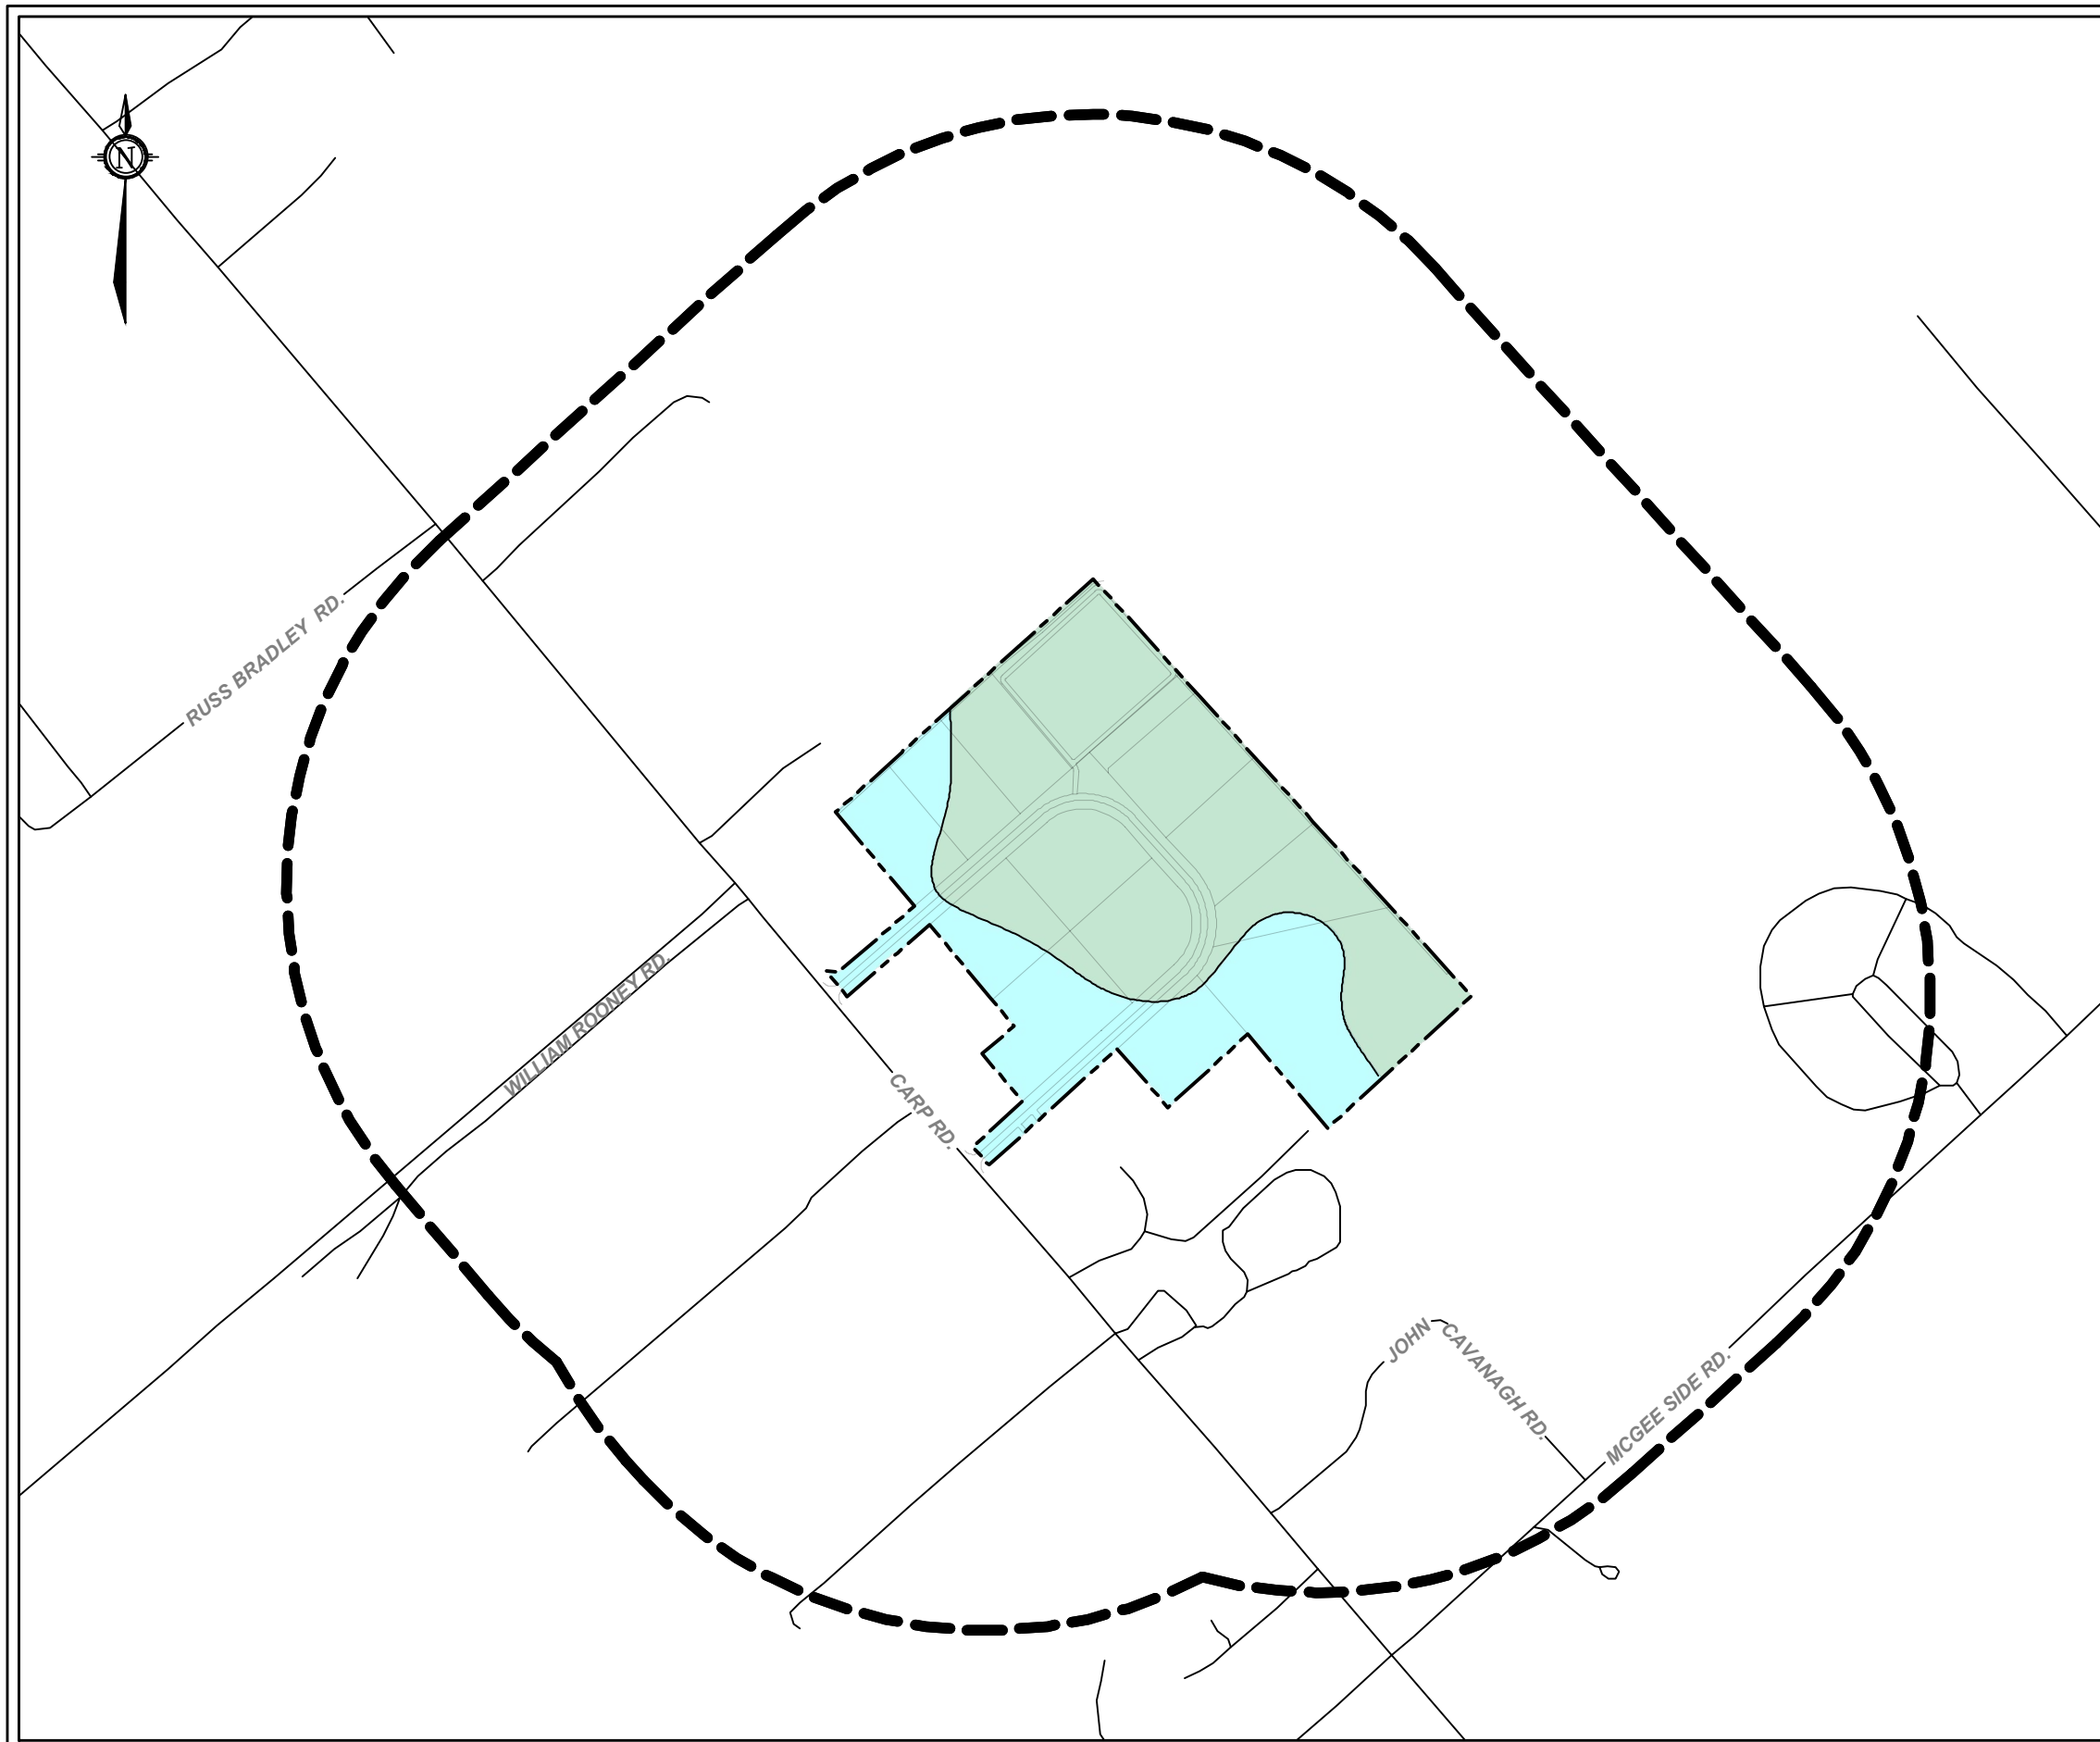 N
RUSS BRADLEY RD.
WILLIAM ROONEY RD.
CARP RD.
JOHN CAVANAGH RD.
MCGEE SIDE RD.